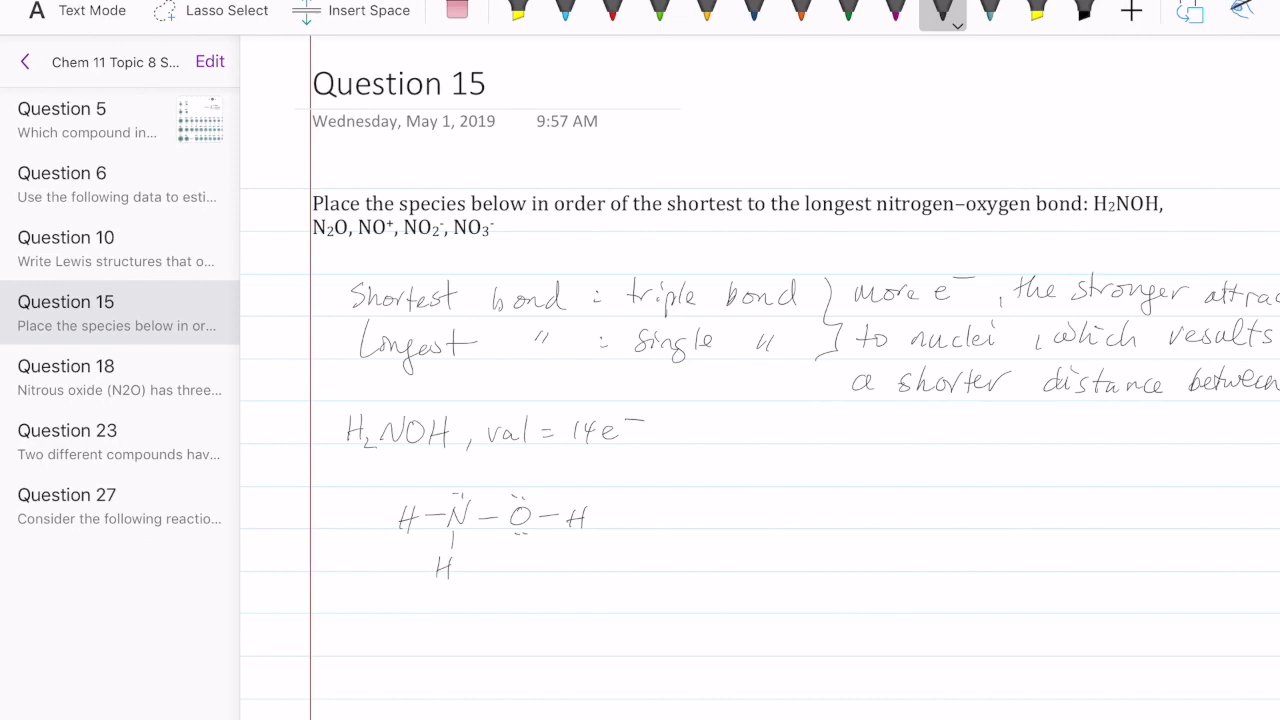 A Text Mode Lasso Select Insert Space
Chem 11 Topic 8 S... Edit
Question 5
Which compound in...
Question 6
Use the following data to esti...
Question 10
Write Lewis structures that o...
Question 15
Place the species below in or...
Question 18
Nitrous oxide (N2O) has three...
Question 23
Two different compounds hav...
Question 27
Consider the following reactio...
Question 15
Wednesday, May 1, 2019 9:57 AM
Place the species below in order of the shortest to the longest nitrogen–oxygen bond: H₂NOH,
N₂O, NO⁺, NO₂⁻, NO₃⁻
Shortest bond : triple bond } more e⁻, the stronger attrac
Longest " : single " } to nuclei, which results
a shorter distance between
H₂NOH, val = 14e⁻
H–N–O–H
H